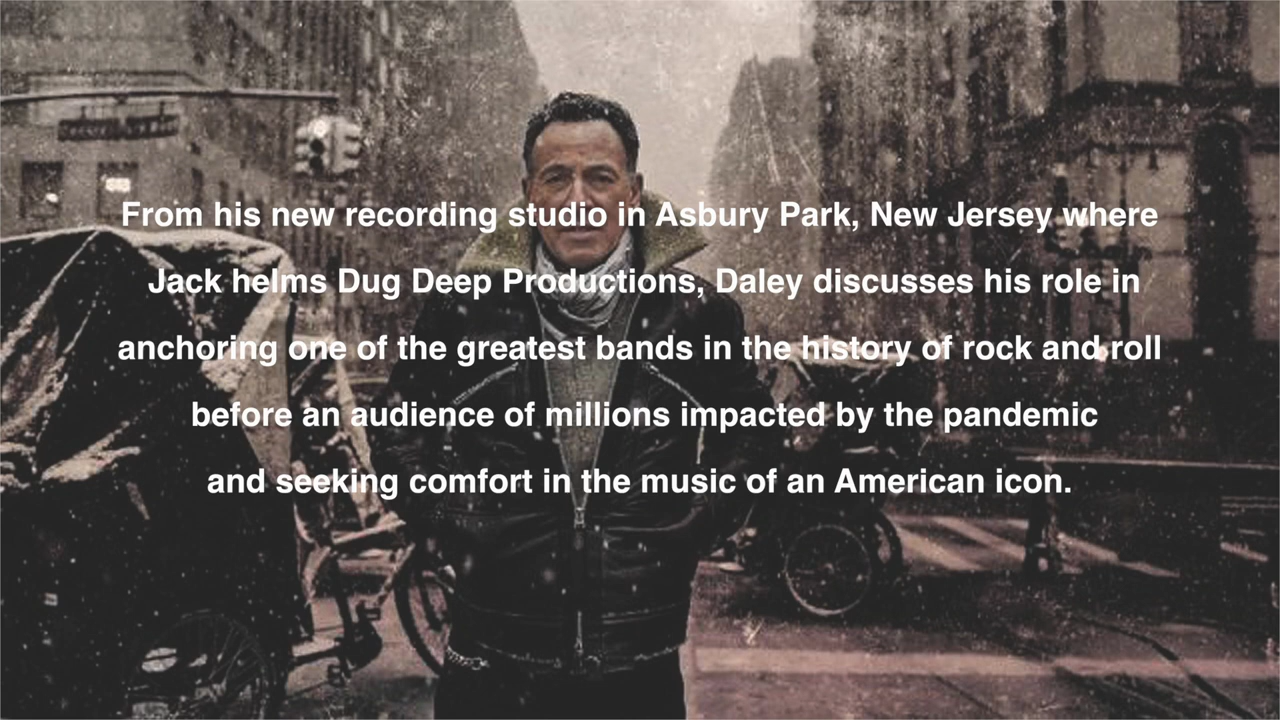 From his new recording studio in Asbury Park, New Jersey where
Jack helms Dug Deep Productions, Daley discusses his role in
anchoring one of the greatest bands in the history of rock and roll
before an audience of millions impacted by the pandemic
and seeking comfort in the music of an American icon.